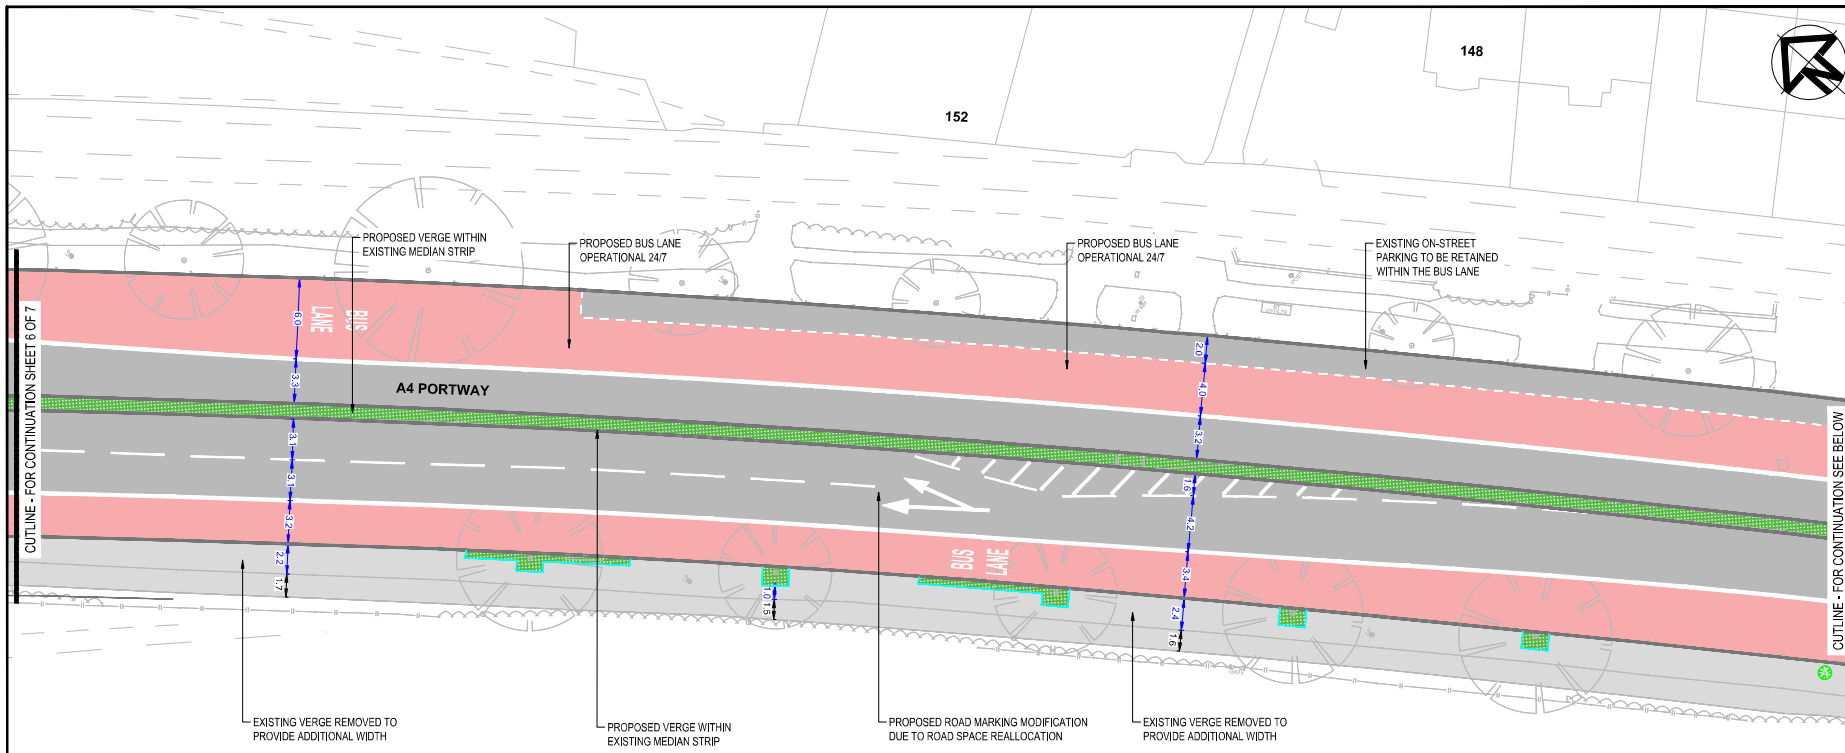 148
152
PROPOSED VERGE WITHIN
EXISTING MEDIAN STRIP
PROPOSED BUS LANE
OPERATIONAL 24/7
PROPOSED BUS LANE
OPERATIONAL 24/7
EXISTING ON-STREET
PARKING TO BE RETAINED
WITHIN THE BUS LANE
CUTLINE - FOR CONTINUATION SHEET 6 OF 7
BUS
LANE
6.0
3.3
A4 PORTWAY
3.1
3.1
3.2
2.2
1.7
2.0
4.0
3.2
1.6
4.2
3.4
2.4
1.6
1.0
1.5
BUS
LANE
GATE
CUTLINE - FOR CONTINUATION SEE BELOW
EXISTING VERGE REMOVED TO
PROVIDE ADDITIONAL WIDTH
PROPOSED VERGE WITHIN
EXISTING MEDIAN STRIP
PROPOSED ROAD MARKING MODIFICATION
DUE TO ROAD SPACE REALLOCATION
EXISTING VERGE REMOVED TO
PROVIDE ADDITIONAL WIDTH